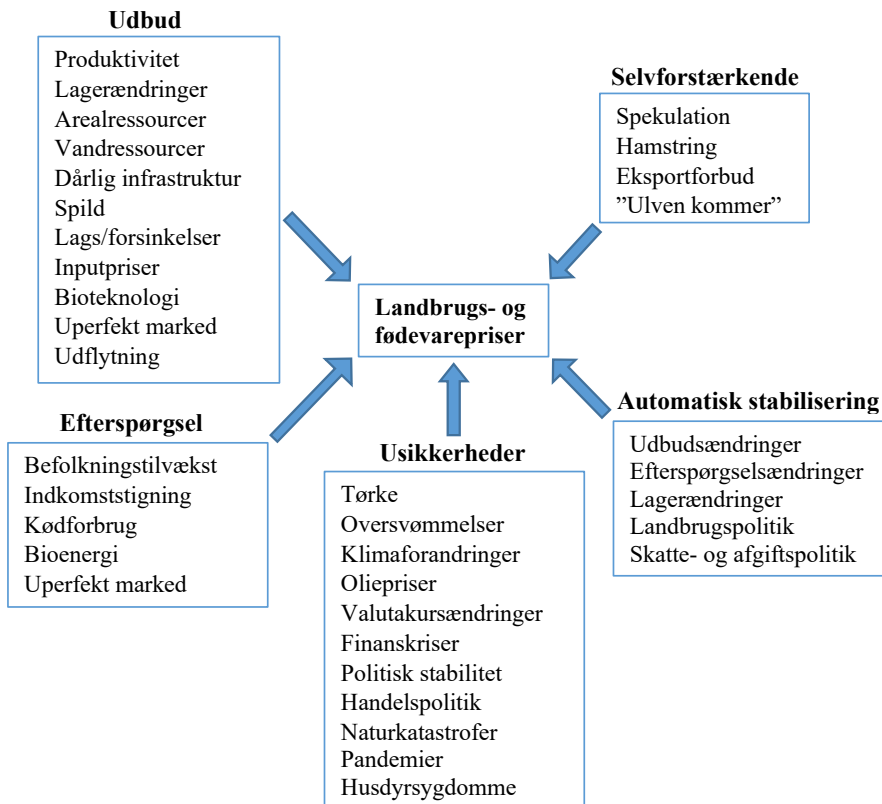 Udbud
Produktivitet
Lagerændringer
Arealressourcer
Vandressourcer
Dårlig infrastruktur
Spild
Lags/forsinkelser
Inputpriser
Bioteknologi
Uperfekt marked
Udflytning
Selvforstærkende
Spekulation
Hamstring
Eksportforbud
”Ulven kommer”
Landbrugs- og
fødevarepriser
Efterspørgsel
Befolkningstilvækst
Indkomststigning
Kødforbrug
Bioenergi
Uperfekt marked
Usikkerheder
Tørke
Oversvømmelser
Klimaforandringer
Oliepriser
Valutakursændringer
Finanskriser
Politisk stabilitet
Handelspolitik
Naturkatastrofer
Pandemier
Husdyrsygdomme
Automatisk stabilisering
Udbudsændringer
Efterspørgselsændringer
Lagerændringer
Landbrugspolitik
Skatte- og afgiftspolitik